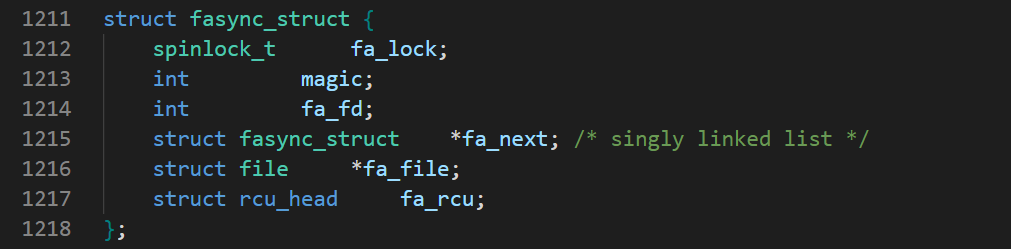 1211 struct fasync_struct {
1212     spinlock_t      fa_lock;
1213     int         magic;
1214     int         fa_fd;
1215     struct fasync_struct    *fa_next; /* singly linked list */
1216     struct file     *fa_file;
1217     struct rcu_head     fa_rcu;
1218 };